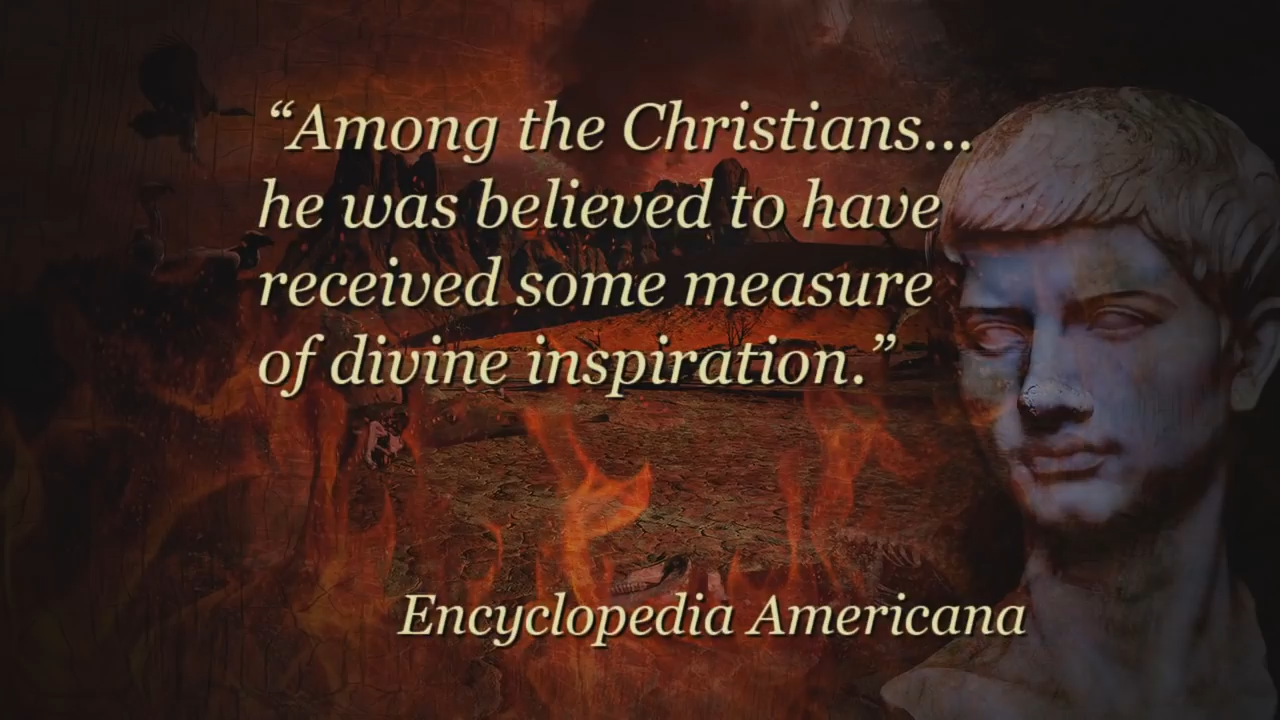 “Among the Christians...
he was believed to have
received some measure
of divine inspiration.”
Encyclopedia Americana